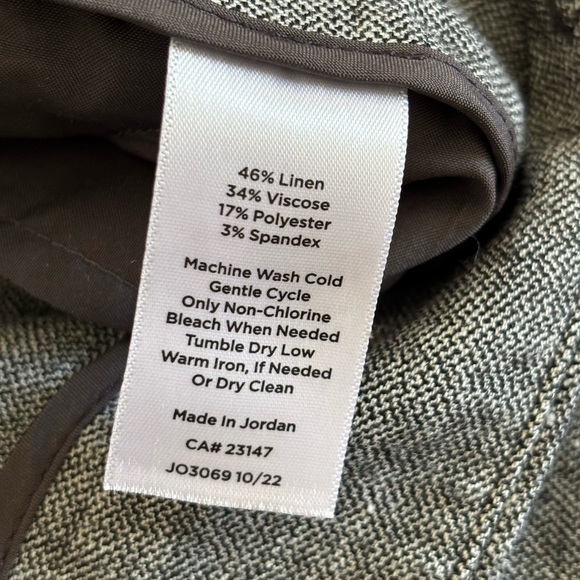 46% Linen
34% Viscose
17% Polyester
3% Spandex
Machine Wash Cold
Gentle Cycle
Only Non-Chlorine
Bleach When Needed
Tumble Dry Low
Warm Iron, If Needed
Or Dry Clean
Made In Jordan
CA# 23147
JO3069 10/22